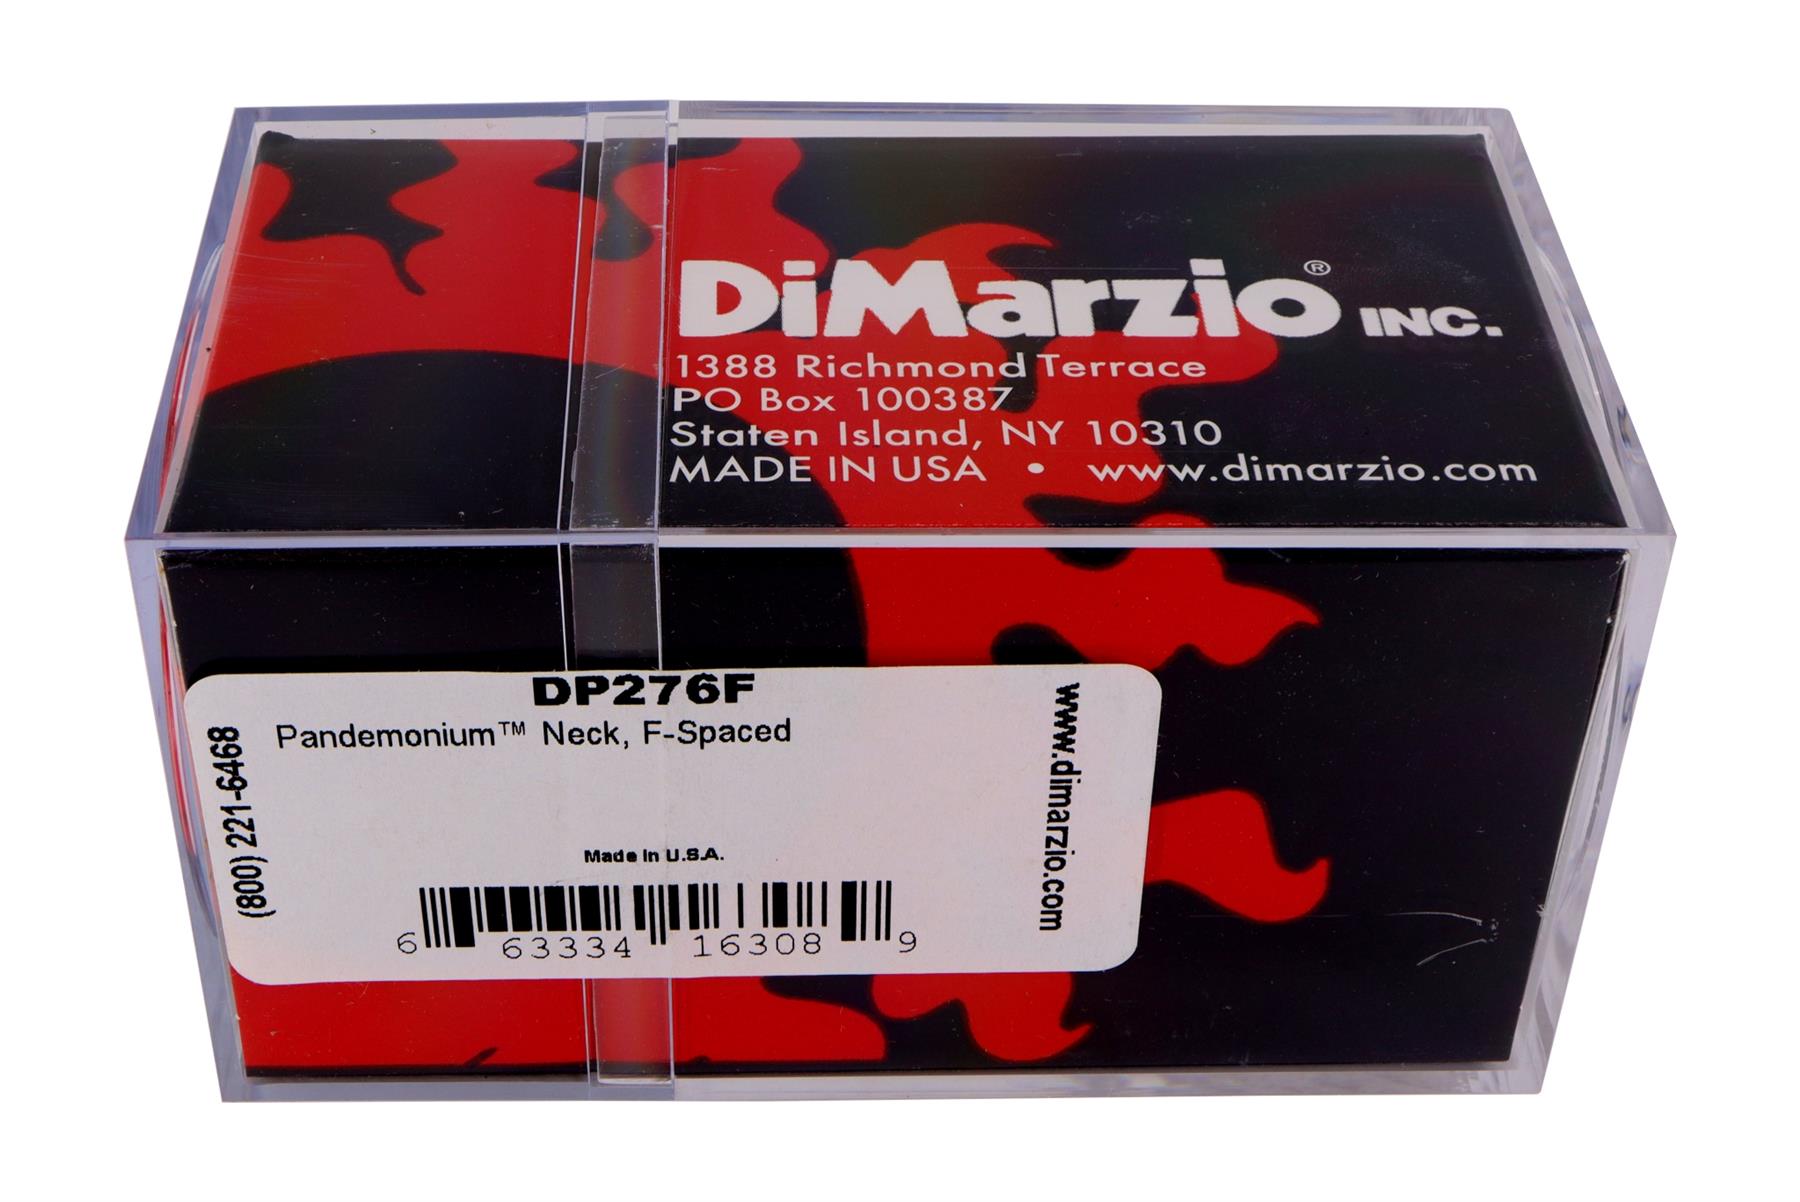 DiMarzio® INC.
1388 Richmond Terrace
PO Box 100387
Staten Island, NY 10310
MADE IN USA • www.dimarzio.com
DP276F
Pandemonium™ Neck, F-Spaced
(800) 221-6468
www.dimarzio.com
Made In U.S.A.
6 63334 16308 9